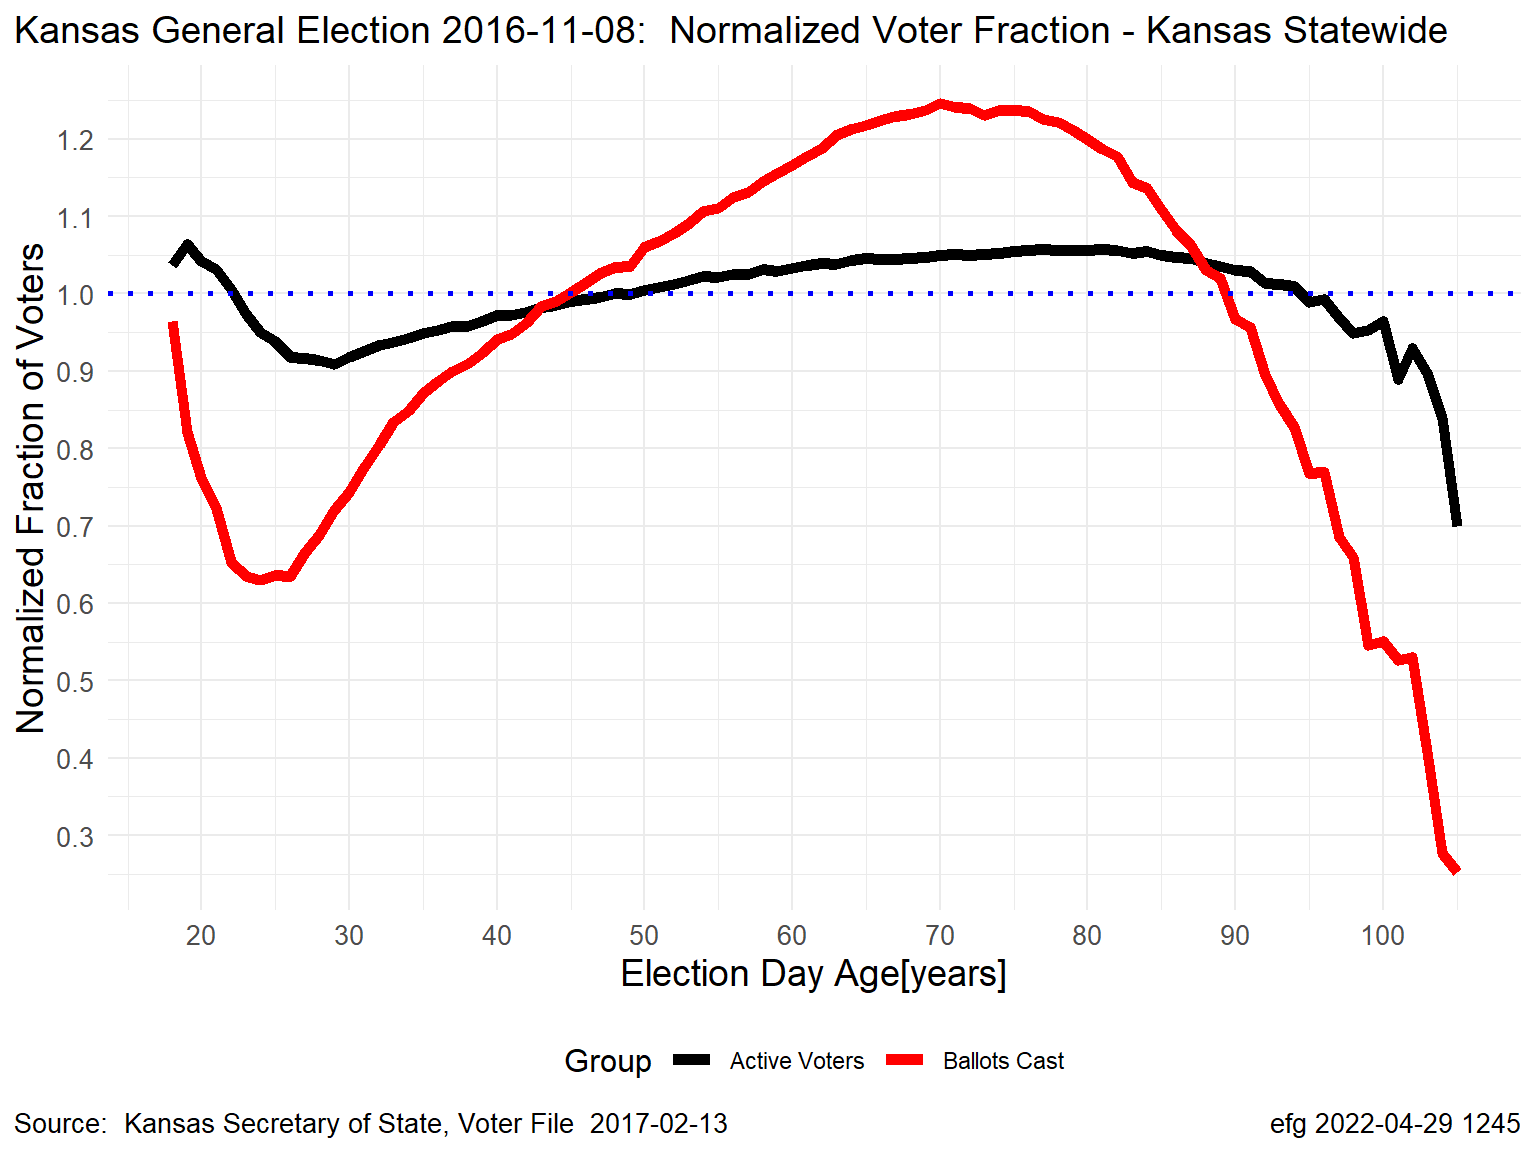 Kansas General Election 2016-11-08:  Normalized Voter Fraction - Kansas Statewide
Normalized Fraction of Voters
1.2
1.1
1.0
0.9
0.8
0.7
0.6
0.5
0.4
0.3
20 30 40 50 60 70 80 90 100
Election Day Age[years]
Group Active Voters Ballots Cast
Source:  Kansas Secretary of State, Voter File  2017-02-13 efg 2022-04-29 1245